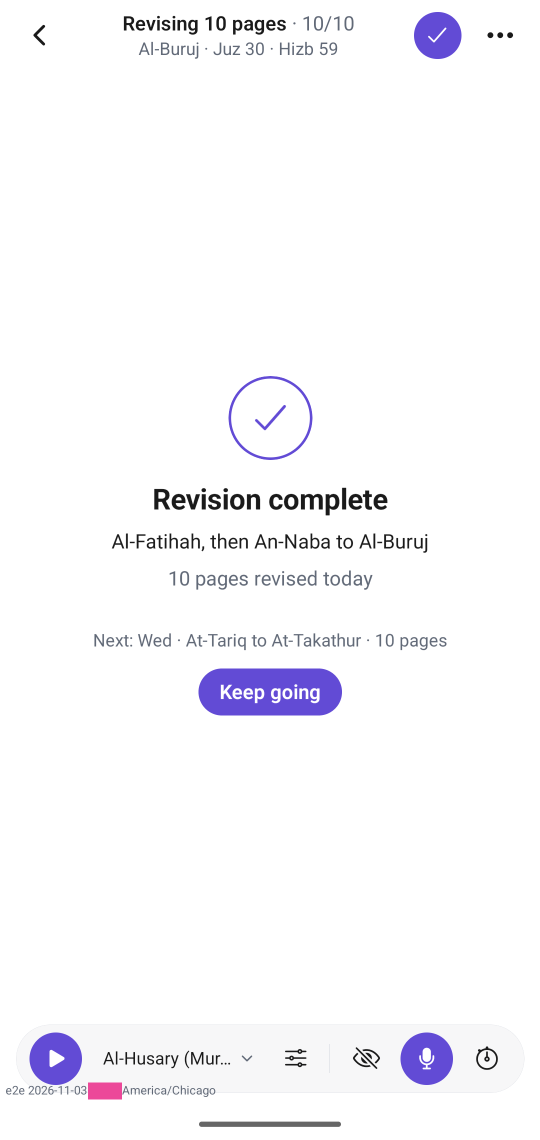 Revising 10 pages · 10/10
Al-Buruj · Juz 30 · Hizb 59
Revision complete
Al-Fatihah, then An-Naba to Al-Buruj
10 pages revised today
Next: Wed · At-Tariq to At-Takathur · 10 pages
Keep going
Al-Husary (Mur...
e2e 2026-11-03 America/Chicago